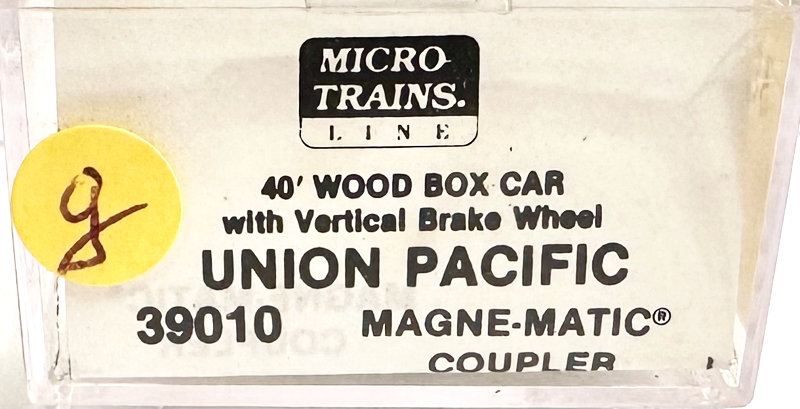 MICRO-
TRAINS.
LINE
40' WOOD BOX CAR
with Vertical Brake Wheel
UNION PACIFIC
39010 MAGNE-MATIC®
COUPLER
g